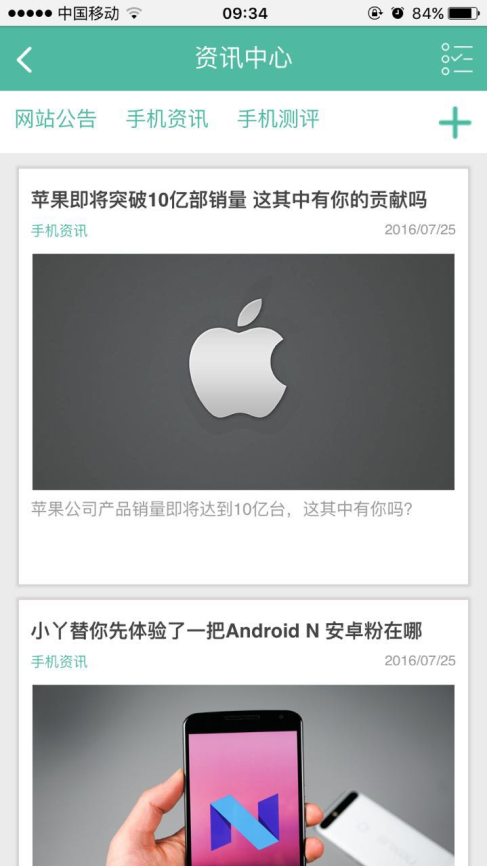 中国移动 09:34 84%
资讯中心
网站公告 手机资讯 手机测评
苹果即将突破10亿部销量 这其中有你的贡献吗
手机资讯 2016/07/25
苹果公司产品销量即将达到10亿台，这其中有你吗?
小丫替你先体验了一把Android N 安卓粉在哪
手机资讯 2016/07/25